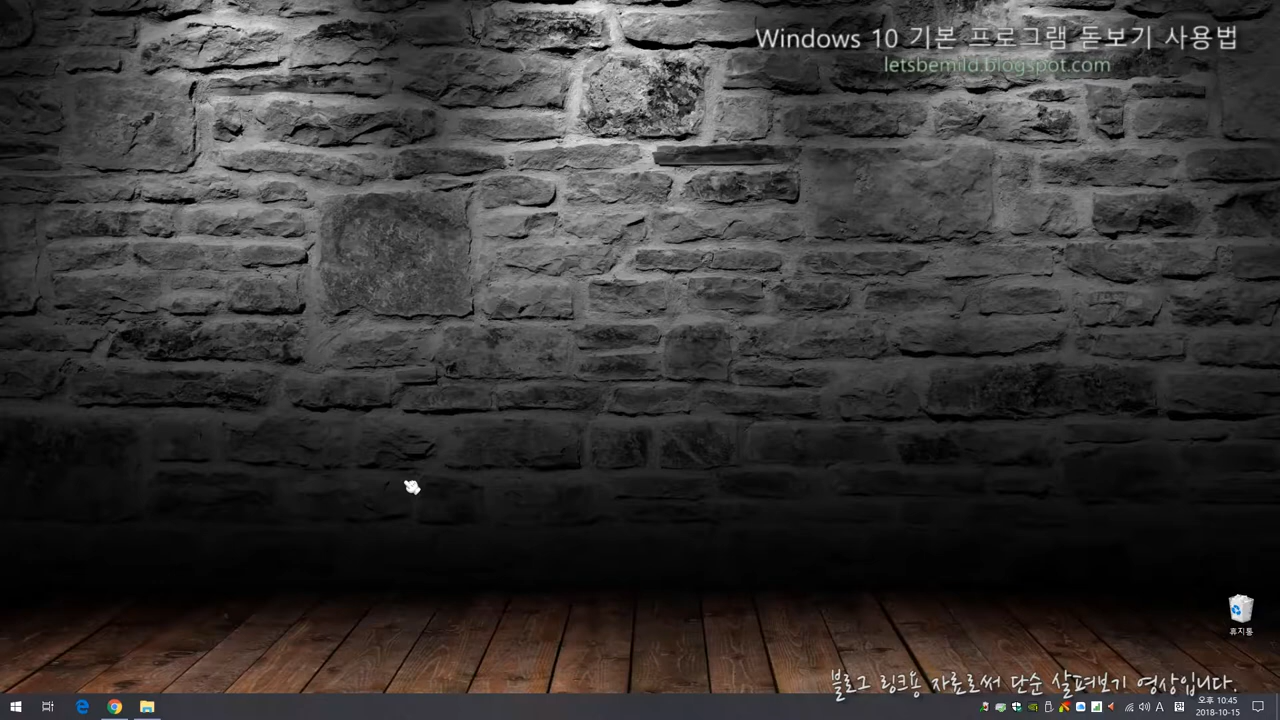 Windows 10 기본 프로그램 돋보기 사용법
letsbemild.blogspot.com
휴지통
블로그 링크용 자료로써 단순 살펴보기 영상입니다.
A
오후 10:45
2018-10-15